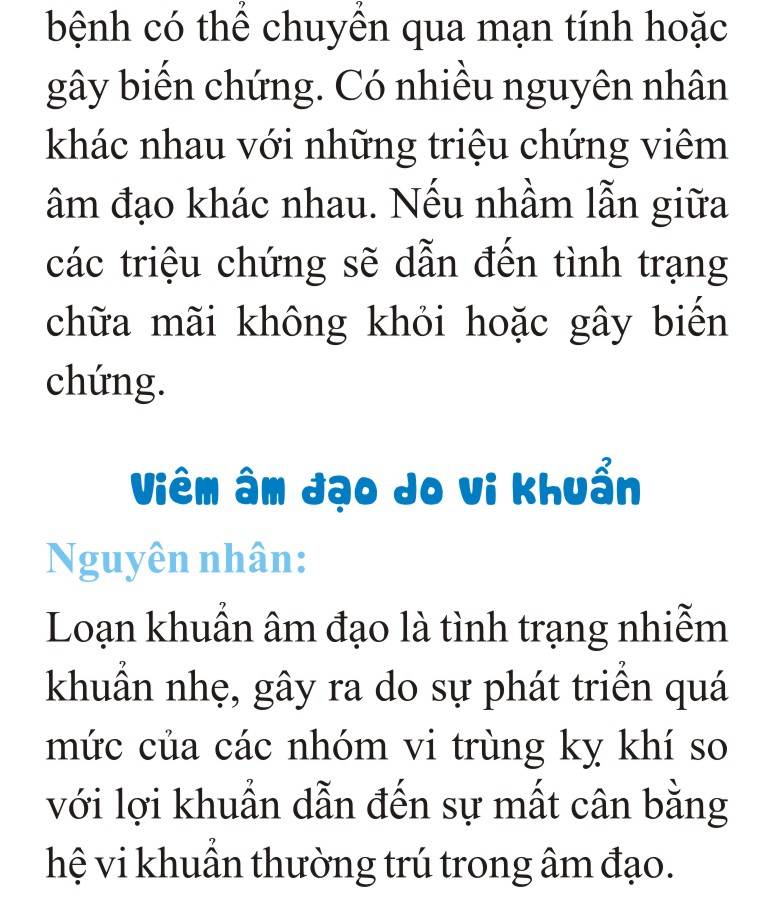 bệnh có thể chuyển qua mạn tính hoặc
gây biến chứng. Có nhiều nguyên nhân
khác nhau với những triệu chứng viêm
âm đạo khác nhau. Nếu nhầm lẫn giữa
các triệu chứng sẽ dẫn đến tình trạng
chữa mãi không khỏi hoặc gây biến
chứng.
Viêm âm đạo do vi khuẩn
Nguyên nhân:
Loạn khuẩn âm đạo là tình trạng nhiễm
khuẩn nhẹ, gây ra do sự phát triển quá
mức của các nhóm vi trùng kỵ khí so
với lợi khuẩn dẫn đến sự mất cân bằng
hệ vi khuẩn thường trú trong âm đạo.